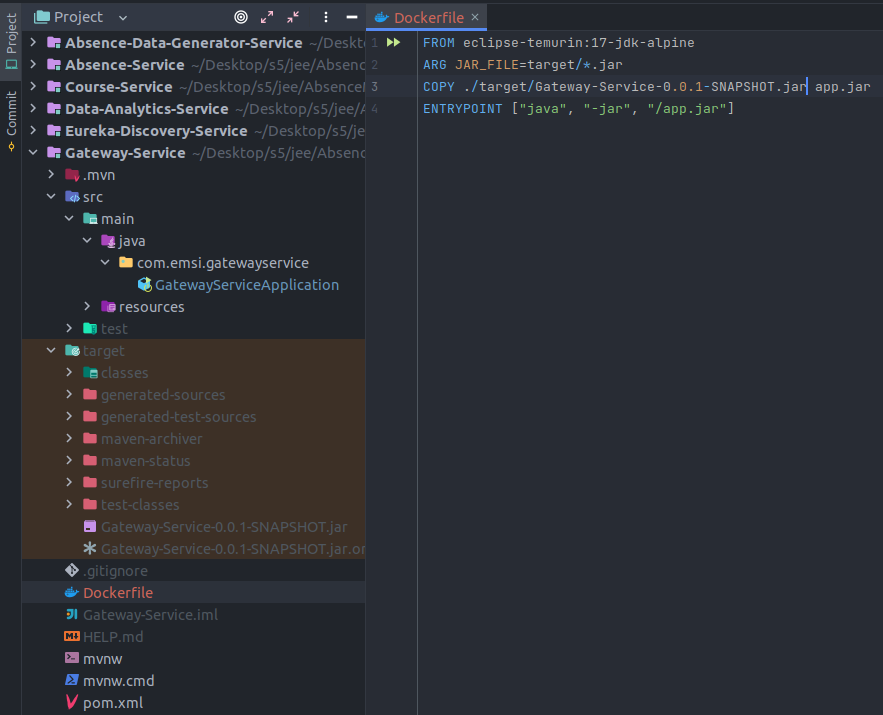 Project
Commit
Project
Absence-Data-Generator-Service ~/Deskt
Absence-Service ~/Desktop/s5/jee/Absenc
Course-Service ~/Desktop/s5/jee/Absence
Data-Analytics-Service ~/Desktop/s5/jee/A
Eureka-Discovery-Service ~/Desktop/s5/je
Gateway-Service ~/Desktop/s5/jee/Absenc
.mvn
src
main
java
com.emsi.gatewayservice
GatewayServiceApplication
resources
test
target
classes
generated-sources
generated-test-sources
maven-archiver
maven-status
surefire-reports
test-classes
Gateway-Service-0.0.1-SNAPSHOT.jar
Gateway-Service-0.0.1-SNAPSHOT.jar.or
.gitignore
Dockerfile
Gateway-Service.iml
HELP.md
mvnw
mvnw.cmd
pom.xml
Dockerfile
1 FROM eclipse-temurin:17-jdk-alpine
2 ARG JAR_FILE=target/*.jar
3 COPY ./target/Gateway-Service-0.0.1-SNAPSHOT.jar app.jar
4 ENTRYPOINT ["java", "-jar", "/app.jar"]